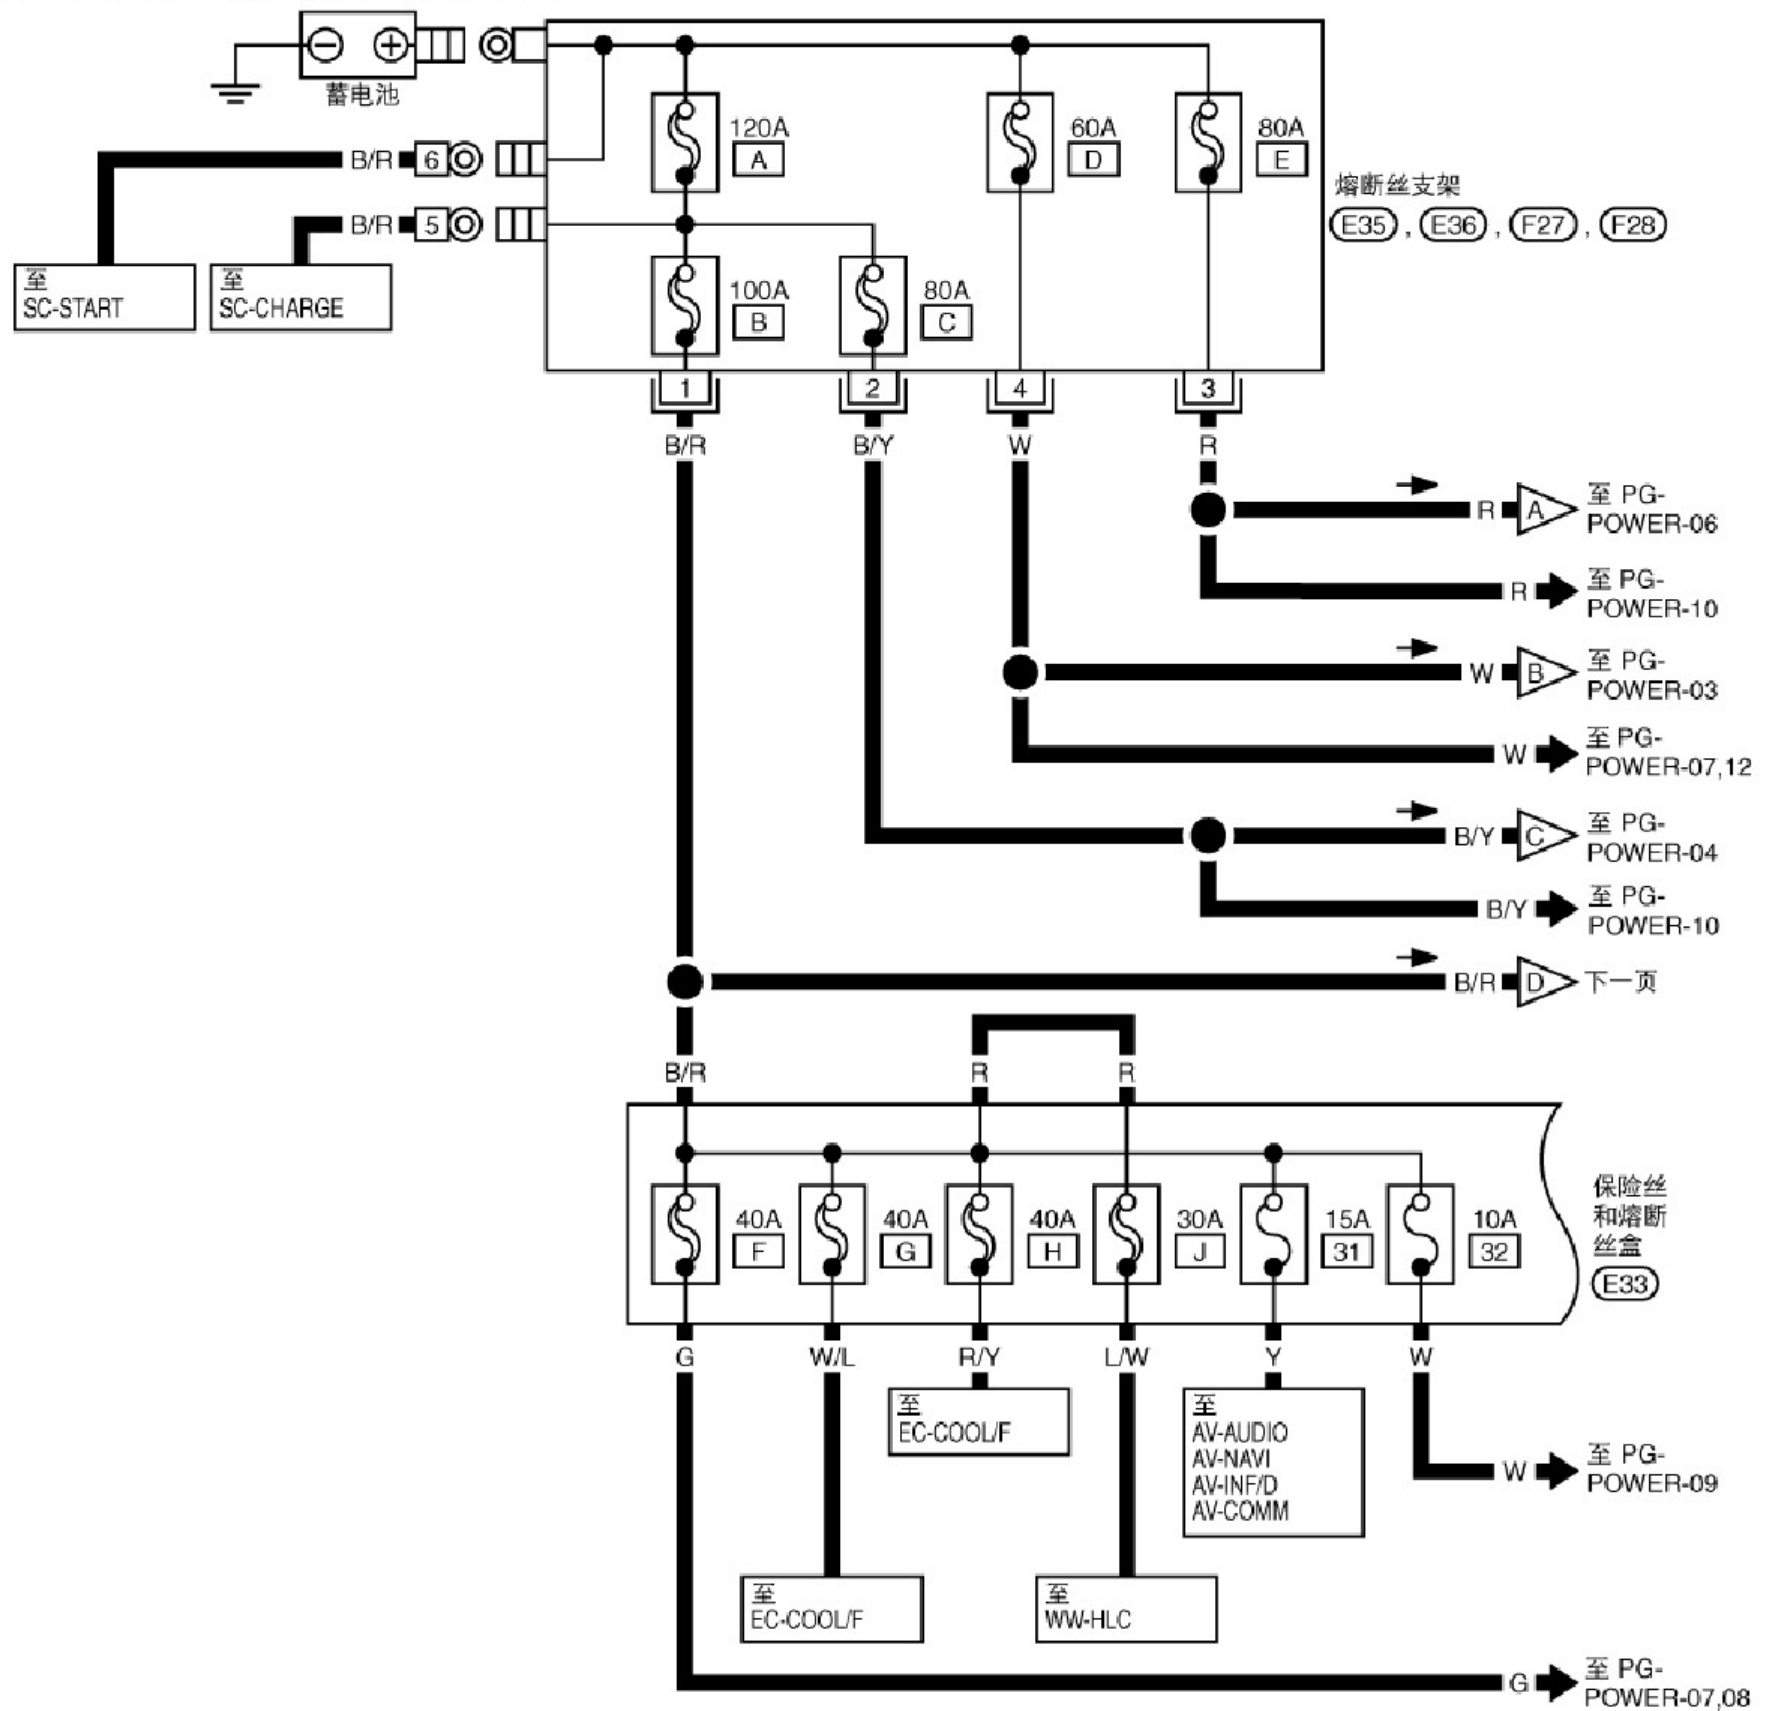 蓄电池
120A
A
60A
D
80A
E
B/R
6
B/R
5
熔断丝支架
E35 , E36 , F27 , F28
至
SC-START
至
SC-CHARGE
100A
B
80A
C
1
2
4
3
B/R
B/Y
W
R
R
A
至 PG-
POWER-06
R
至 PG-
POWER-10
W
B
至 PG-
POWER-03
W
至 PG-
POWER-07,12
B/Y
C
至 PG-
POWER-04
B/Y
至 PG-
POWER-10
B/R
D
下一页
B/R
R
R
40A
F
40A
G
40A
H
30A
J
15A
31
10A
32
保险丝
和熔断
丝盒
E33
G
W/L
R/Y
L/W
Y
W
至
EC-COOL/F
至
AV-AUDIO
AV-NAVI
AV-INF/D
AV-COMM
W
至 PG-
POWER-09
至
EC-COOL/F
至
WW-HLC
G
至 PG-
POWER-07,08